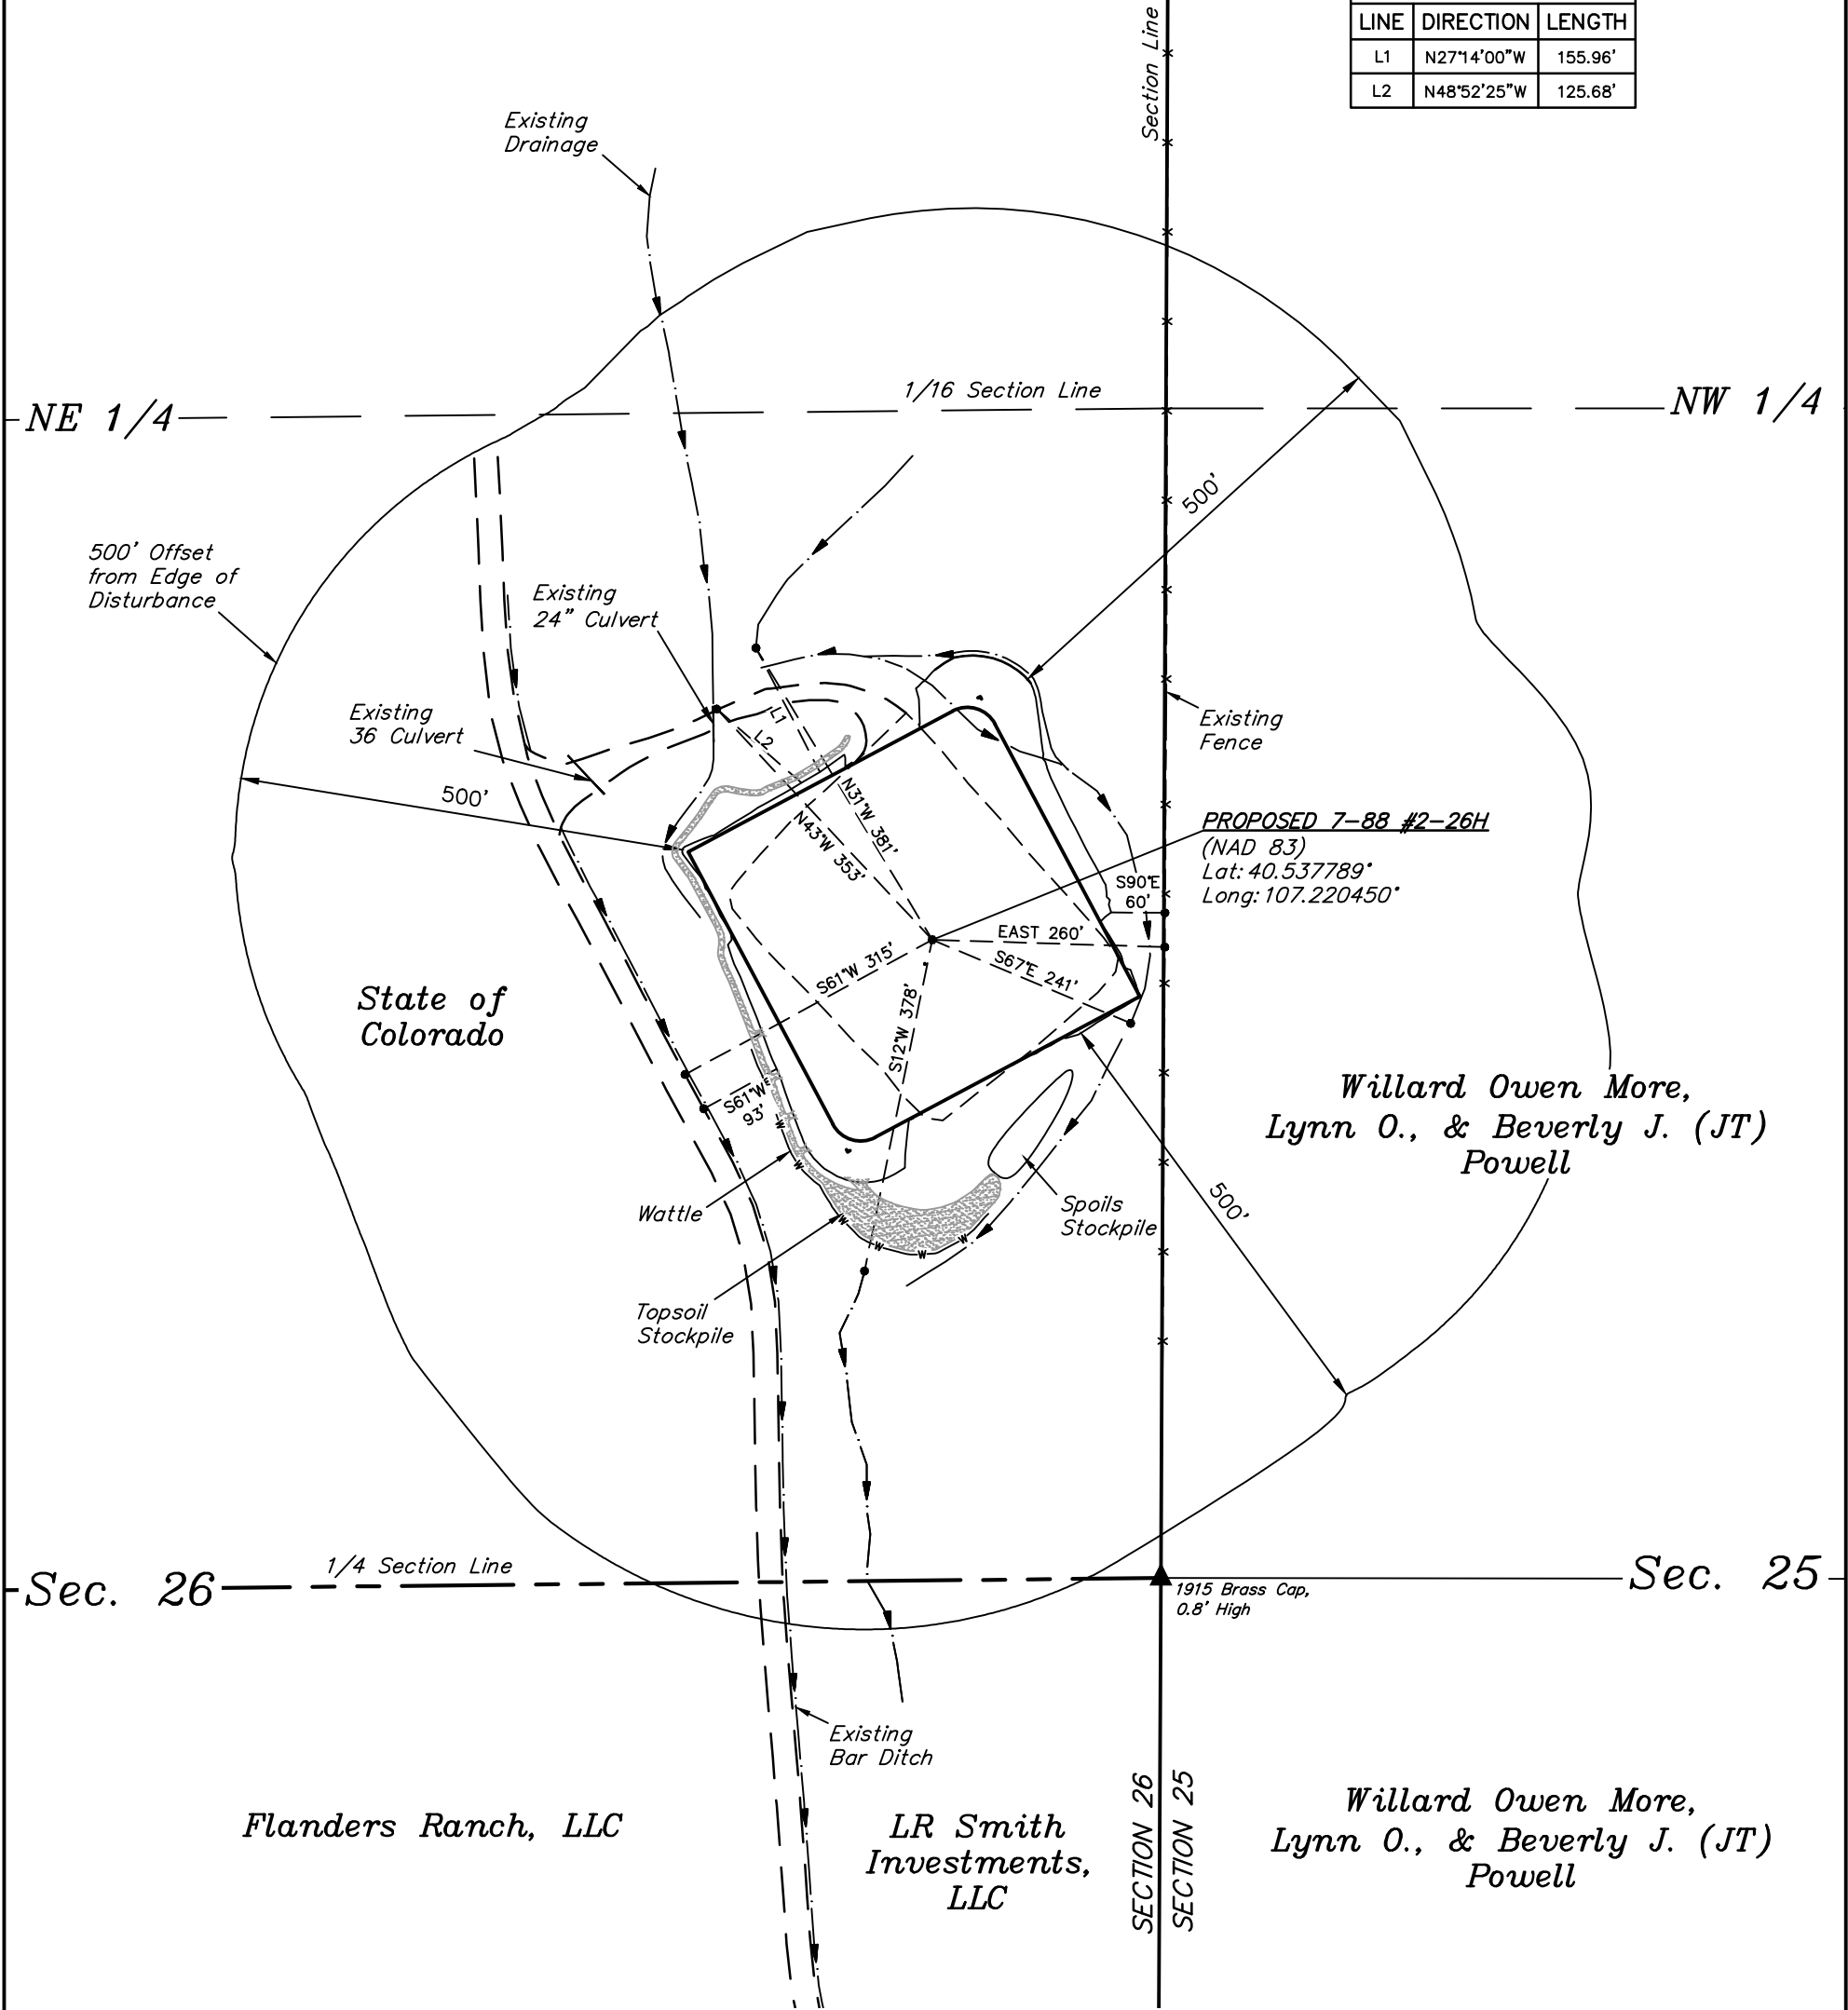 LINE DIRECTION LENGTH
L1 N27°14'00"W 155.96'
L2 N48°52'25"W 125.68'
Section Line
Existing
Drainage
1/16 Section Line
NE 1/4
NW 1/4
500'
500' Offset
from Edge of
Disturbance
Existing
24" Culvert
Existing
36 Culvert
L1
L2
Existing
Fence
500'
N31°W 381'
N43°W 353'
PROPOSED 7-88 #2-26H
(NAD 83)
Lat: 40.537789°
Long: 107.220450°
S90°E
60'
EAST 260'
S67°E 241'
S61°W 315'
S12°W 378'
State of
Colorado
S61°W
93'
Willard Owen More,
Lynn O., & Beverly J. (JT)
Powell
Wattle
W
W
W
W
W
W
W
W
Spoils
Stockpile
500'
Topsoil
Stockpile
1/4 Section Line
Sec. 26
Sec. 25
1915 Brass Cap,
0.8' High
Existing
Bar Ditch
Flanders Ranch, LLC
LR Smith
Investments,
LLC
SECTION 26
SECTION 25
Willard Owen More,
Lynn O., & Beverly J. (JT)
Powell